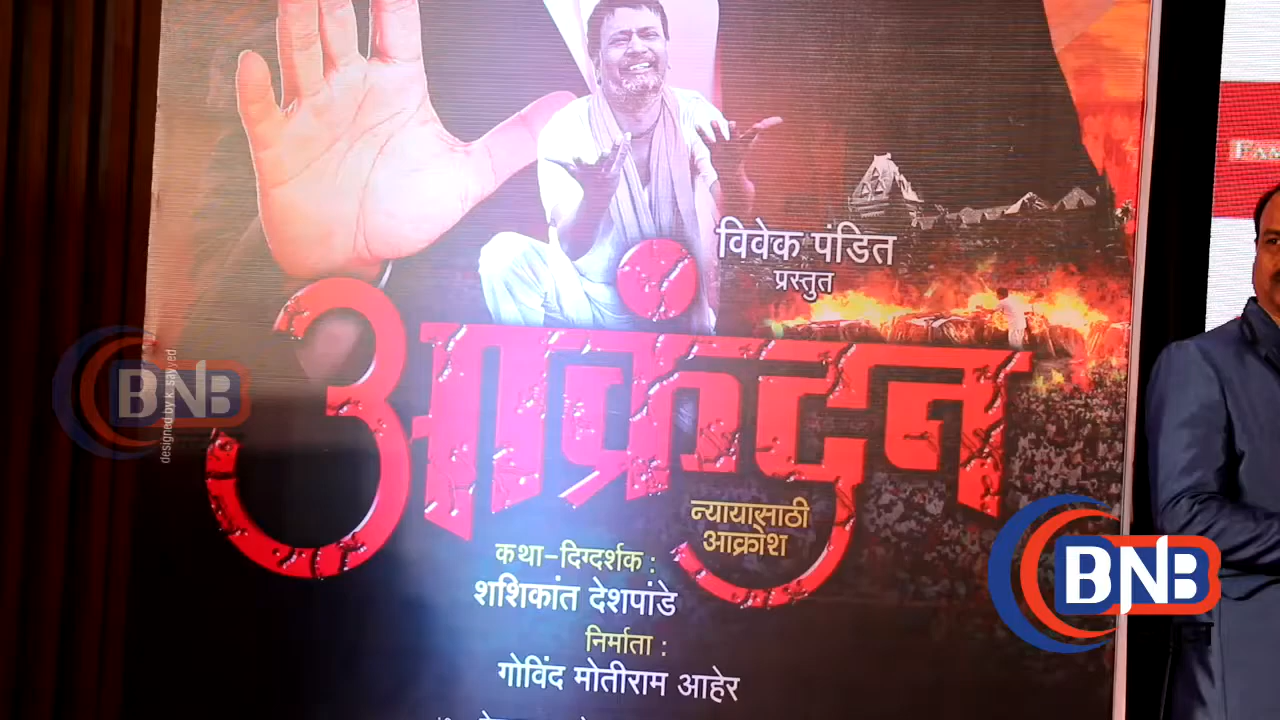 विवेक पंडित
प्रस्तुत
आक्रंदन
न्यायासाठी
आक्रोश
कथा-दिग्दर्शक :
शशिकांत देशपांडे
निर्माता :
गोविंद मोतीराम आहेर
designed by k. sayyed
BNB
BNB